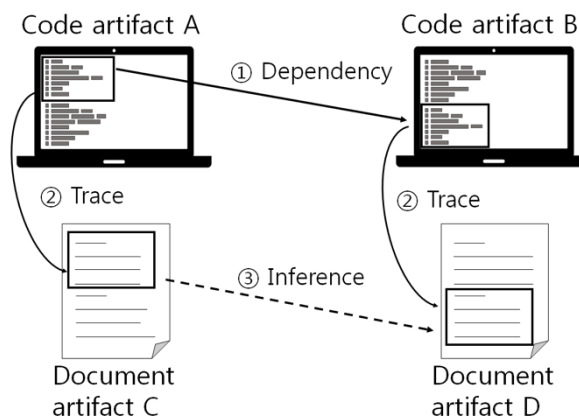 Code artifact A
Code artifact B
① Dependency
② Trace
② Trace
③ Inference
Document
artifact C
Document
artifact D